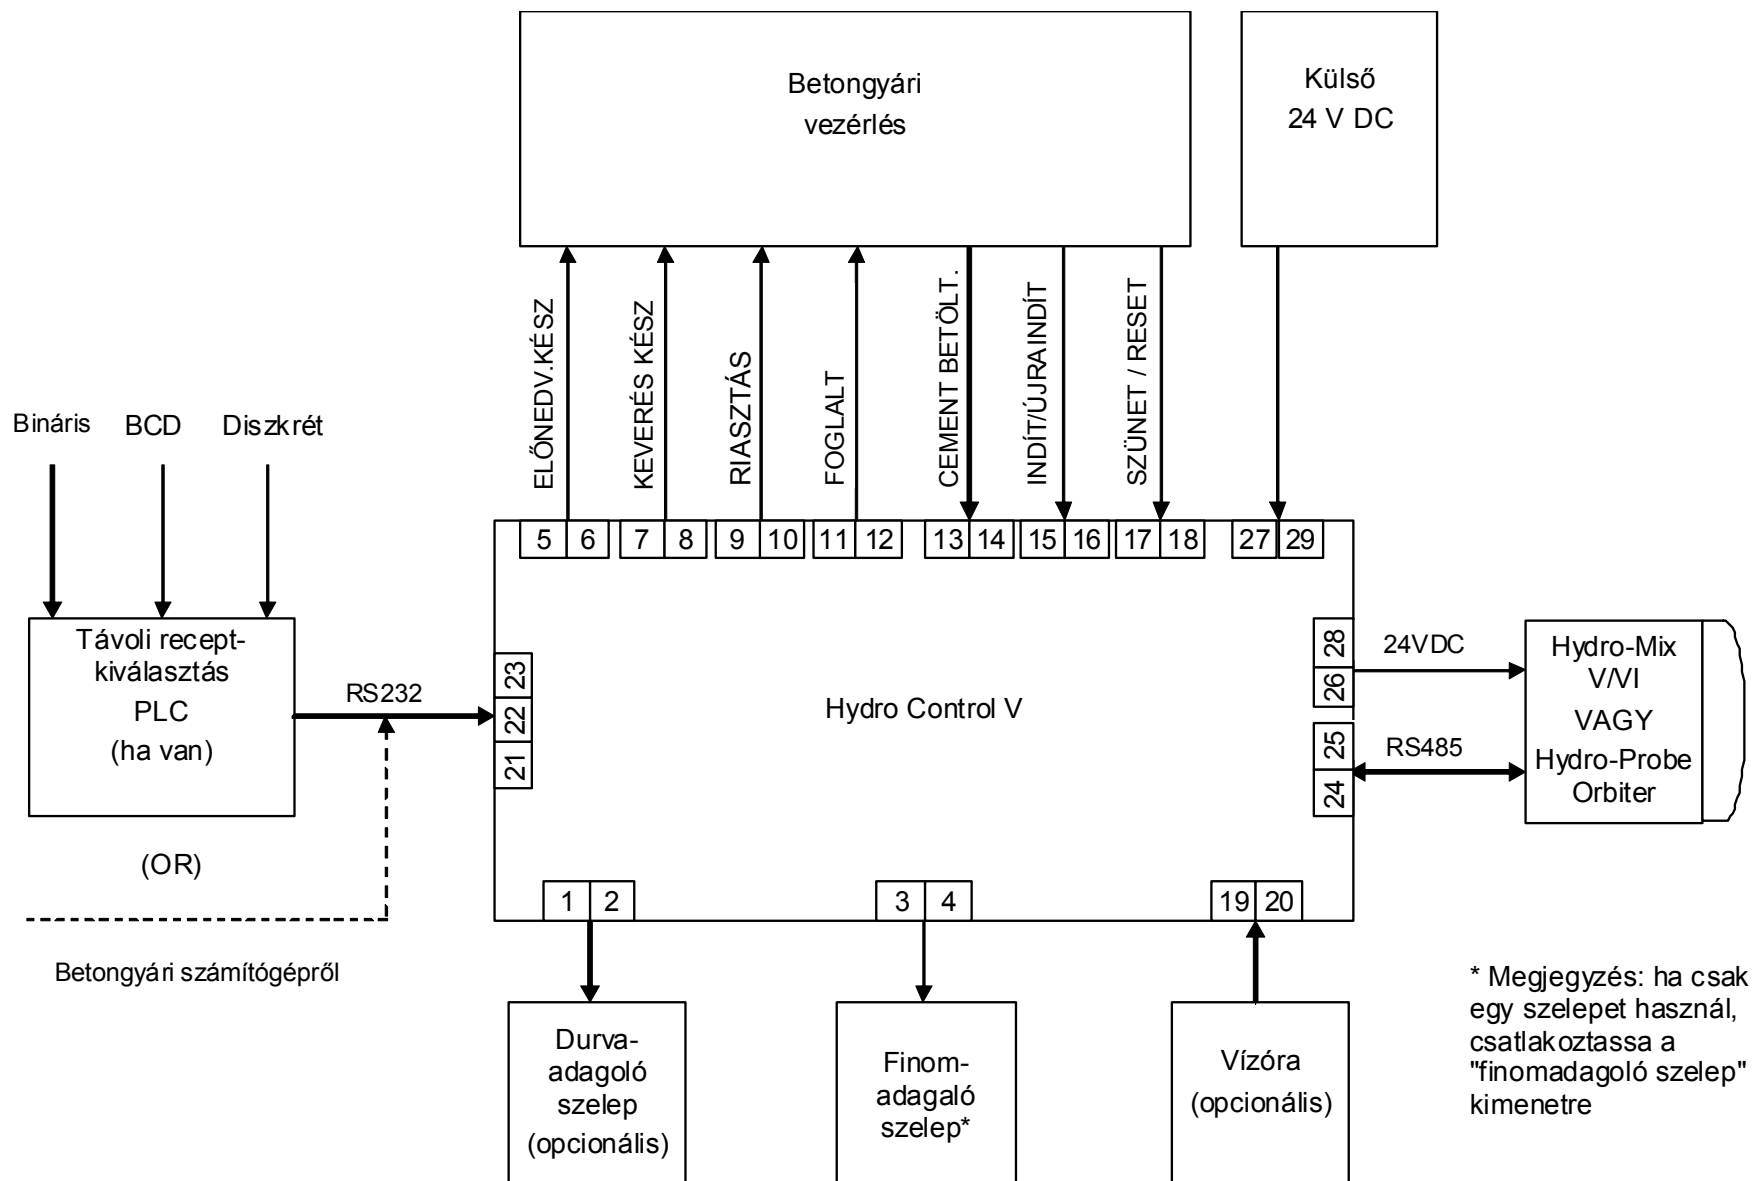 Betongyári
vezérlés
Külső
24 V DC
ELŐNEDV.KÉSZ
KEVERÉS KÉSZ
RIASZTÁS
FOGLALT
CEMENT BETÖLT.
INDÍT/ÚJRAINDÍT
SZÜNET / RESET
Bináris
BCD
Diszkrét
5
6
7
8
9
10
11
12
13
14
15
16
17
18
27
29
Távoli recept-
kiválasztás
PLC
(ha van)
RS232
23
22
21
Hydro Control V
28
26
25
24
24VDC
RS485
Hydro-Mix
V/VI
VAGY
Hydro-Probe
Orbiter
(OR)
Betongyári számítógépről
1
2
3
4
19
20
Durva-
adagoló
szelep
(opcionális)
Finom-
adagaló
szelep*
Vízóra
(opcionális)
* Megjegyzés: ha csak
egy szelepet használ,
csatlakoztassa a
"finomadagoló szelep"
kimenetre